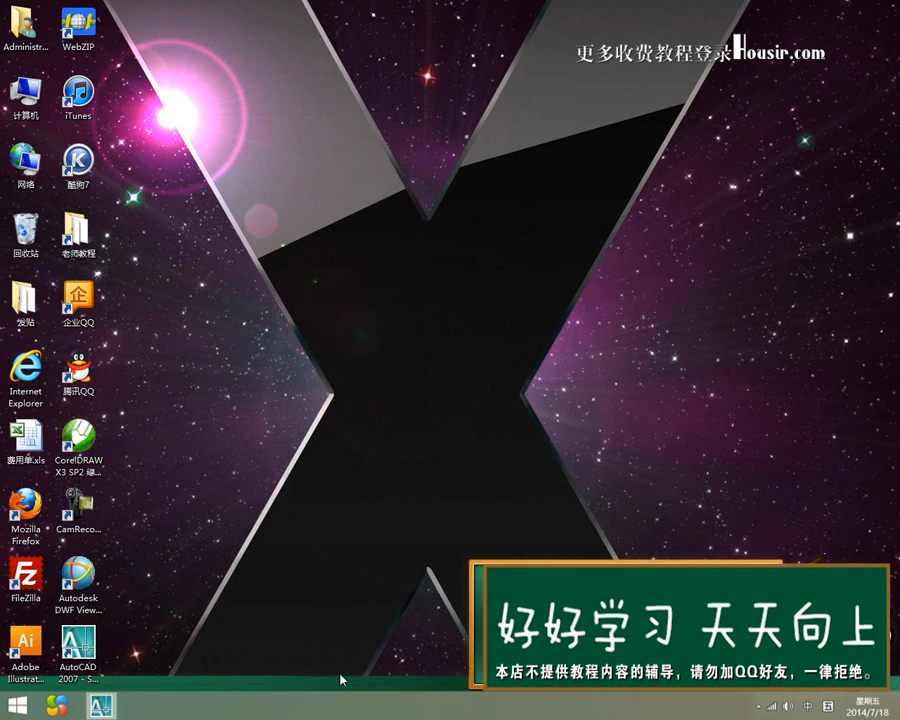 更多收费教程登录Housir.com
Administr...
WebZIP
计算机
iTunes
网络
酷狗7
回收站
老师教程
发贴
企
企业QQ
Internet
Explorer
腾讯QQ
费用单.xls
CorelDRAW
X3 SP2 绿...
Mozilla
Firefox
CamReco...
FileZilla
Autodesk
DWF View...
Ai
Adobe
Illustrat...
AutoCAD
2007 - S...
好好学习 天天向上
本店不提供教程内容的辅导，请勿加QQ好友，一律拒绝。
中
五
星期五
2014/7/18